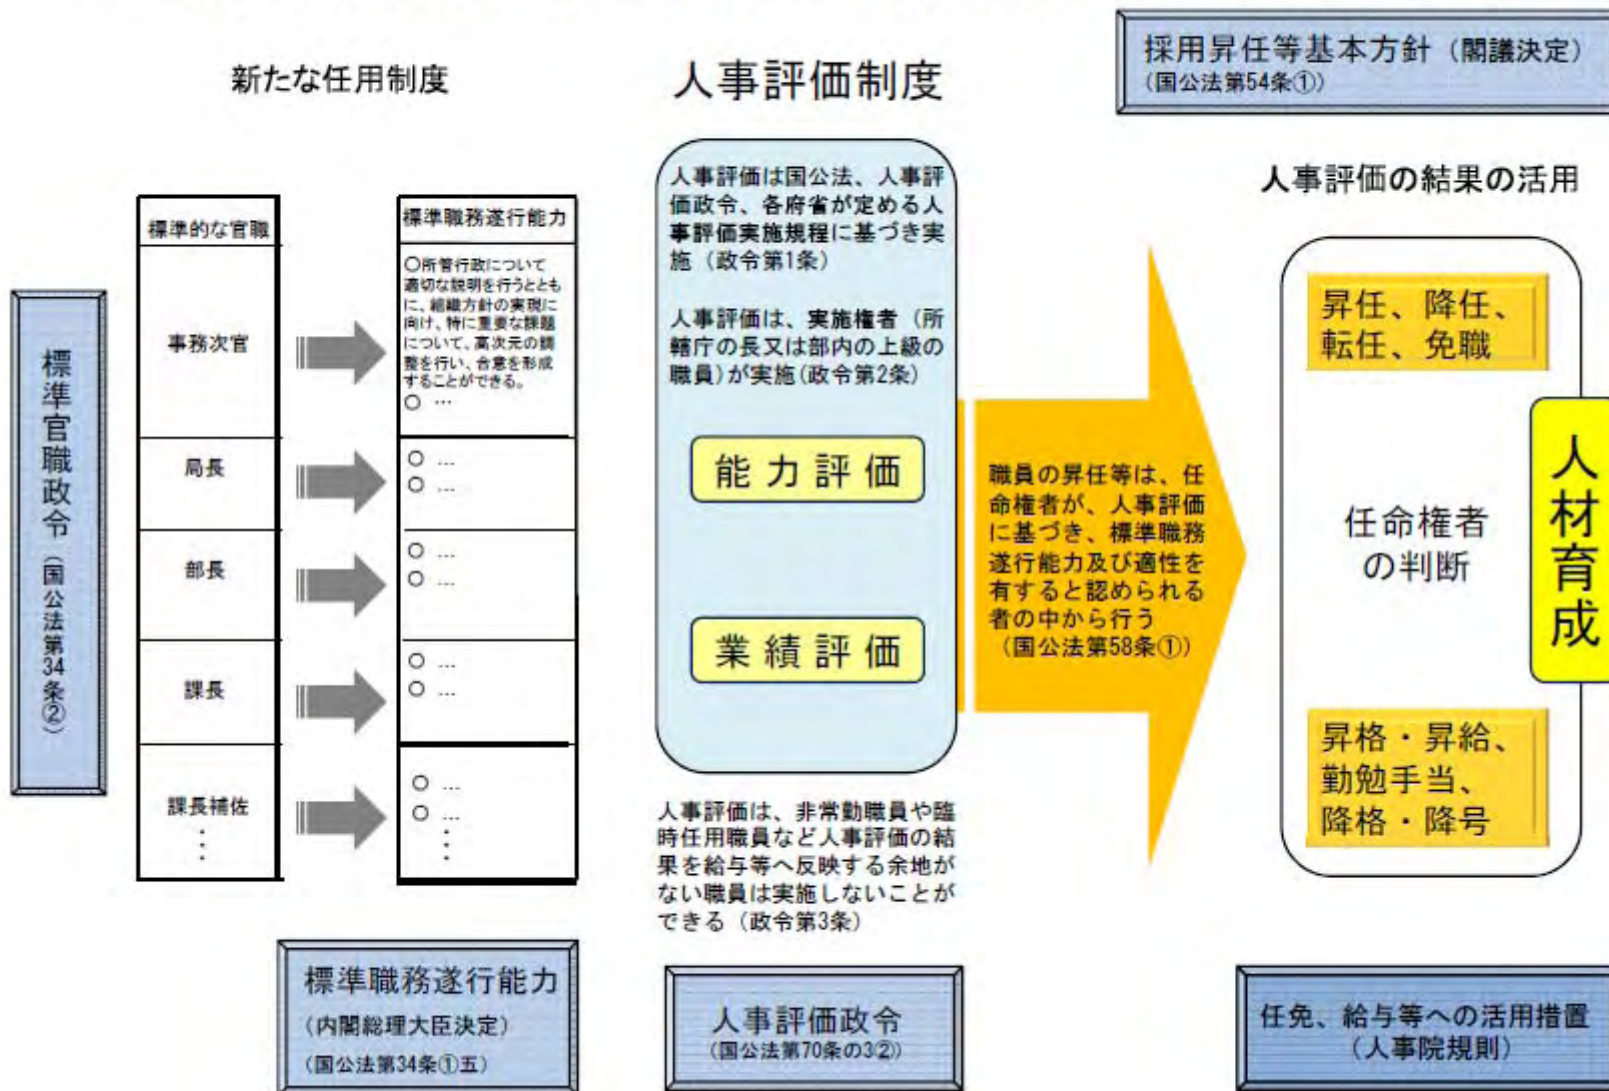 新たな任用制度
人事評価制度
採用昇任等基本方針（閣議決定）
（国公法第54条①）
標準官職政令（国公法第34条②）
標準的な官職
標準職務遂行能力
事務次官
○所管行政について
適切な説明を行うととも
に、組織方針の実現に
向け、特に重要な課題
について、高次元の調
整を行い、合意を形成
することができる。
○ …
局長
○ …
○ …
部長
○ …
○ …
課長
○ …
○ …
課長補佐
：
○ …
○ …
：
標準職務遂行能力
（内閣総理大臣決定）
（国公法第34条①五）
人事評価は国公法、人事評
価政令、各府省が定める人
事評価実施規程に基づき実
施（政令第1条）
人事評価は、実施権者（所
轄庁の長又は部内の上級の
職員）が実施（政令第2条）
能力評価
業績評価
人事評価は、非常勤職員や臨
時任用職員など人事評価の結
果を給与等へ反映する余地が
ない職員は実施しないことが
できる（政令第3条）
人事評価政令
（国公法第70条の3②）
職員の昇任等は、任
命権者が、人事評価
に基づき、標準職務
遂行能力及び適性を
有すると認められる
者の中から行う
（国公法第58条①）
人事評価の結果の活用
昇任、降任、
転任、免職
任命権者
の判断
人材育成
昇格・昇給、
勤勉手当、
降格・降号
任免、給与等への活用措置
（人事院規則）